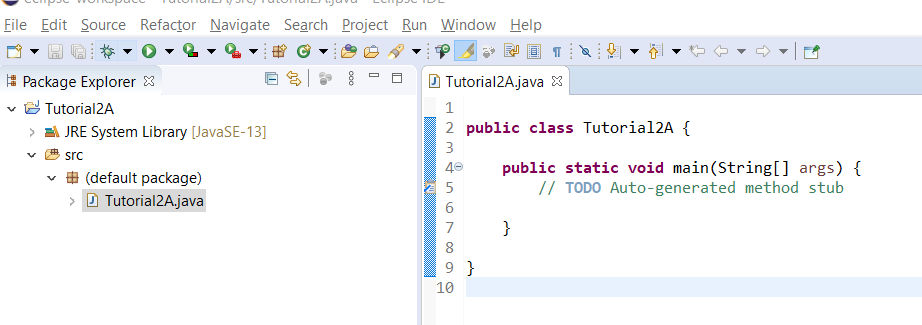 eclipse-workspace - Tutorial2A/src/Tutorial2A.java - Eclipse IDE
File Edit Source Refactor Navigate Search Project Run Window Help
Package Explorer
Tutorial2A
JRE System Library [JavaSE-13]
src
(default package)
Tutorial2A.java
Tutorial2A.java
1
2 public class Tutorial2A {
3
4 public static void main(String[] args) {
5 // TODO Auto-generated method stub
6
7 }
8
9 }
10